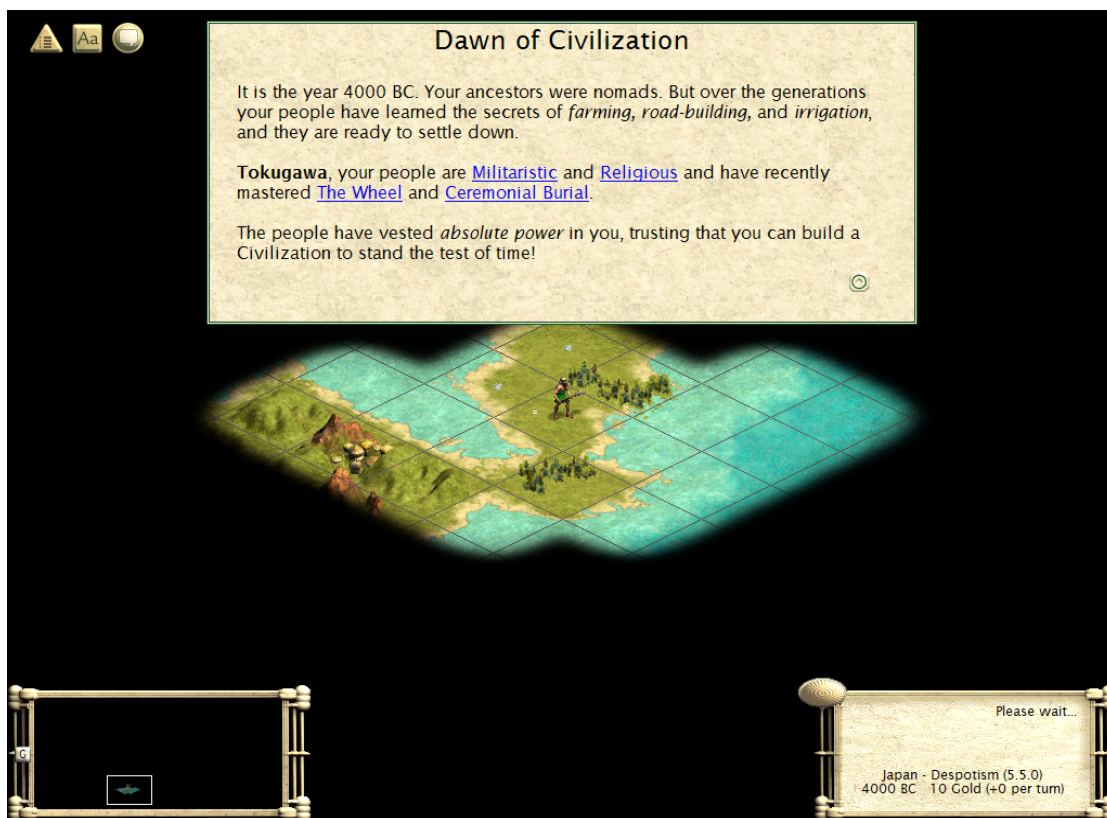 Aa
Dawn of Civilization
It is the year 4000 BC. Your ancestors were nomads. But over the generations
your people have learned the secrets of farming, road-building, and irrigation,
and they are ready to settle down.
Tokugawa, your people are Militaristic and Religious and have recently
mastered The Wheel and Ceremonial Burial.
The people have vested absolute power in you, trusting that you can build a
Civilization to stand the test of time!
G
Please wait...
Japan - Despotism (5.5.0)
4000 BC 10 Gold (+0 per turn)